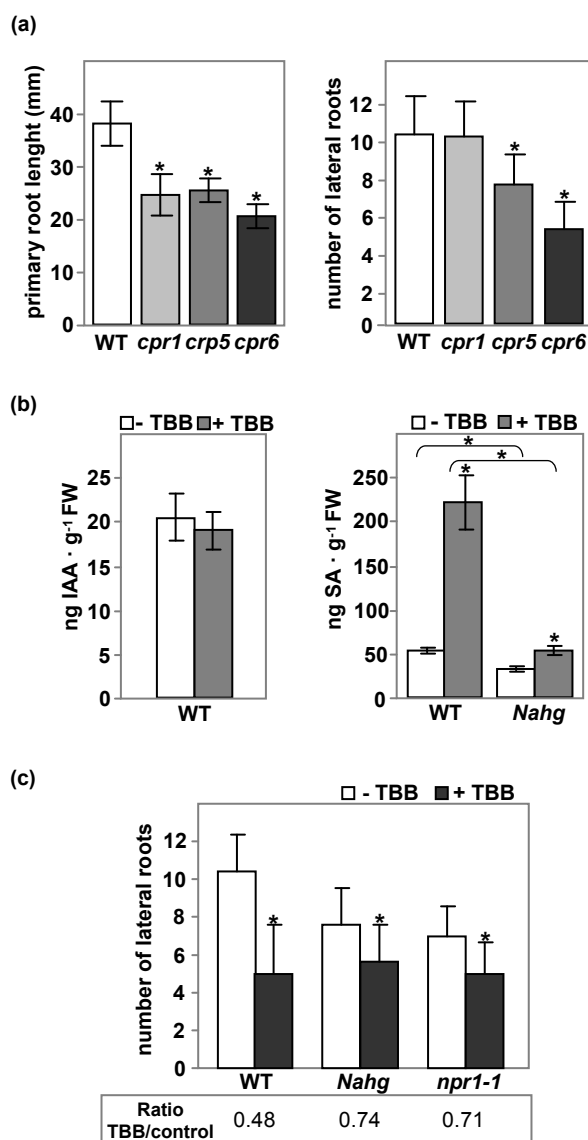 (a)
primary root lenght (mm)
40
30
20
10
0
*
*
*
WT cpr1 crp5 cpr6
number of lateral roots
12
10
8
6
4
2
0
*
*
WT cpr1 cpr5 cpr6
(b)
- TBB + TBB
ng IAA · g⁻¹ FW
25
20
15
10
5
0
WT
- TBB + TBB
ng SA · g⁻¹ FW
250
200
150
100
50
0
*
*
*
*
WT Nahg
(c)
- TBB + TBB
number of lateral roots
12
10
8
6
4
2
0
*
*
*
WT Nahg npr1-1
Ratio
TBB/control 0.48 0.74 0.71